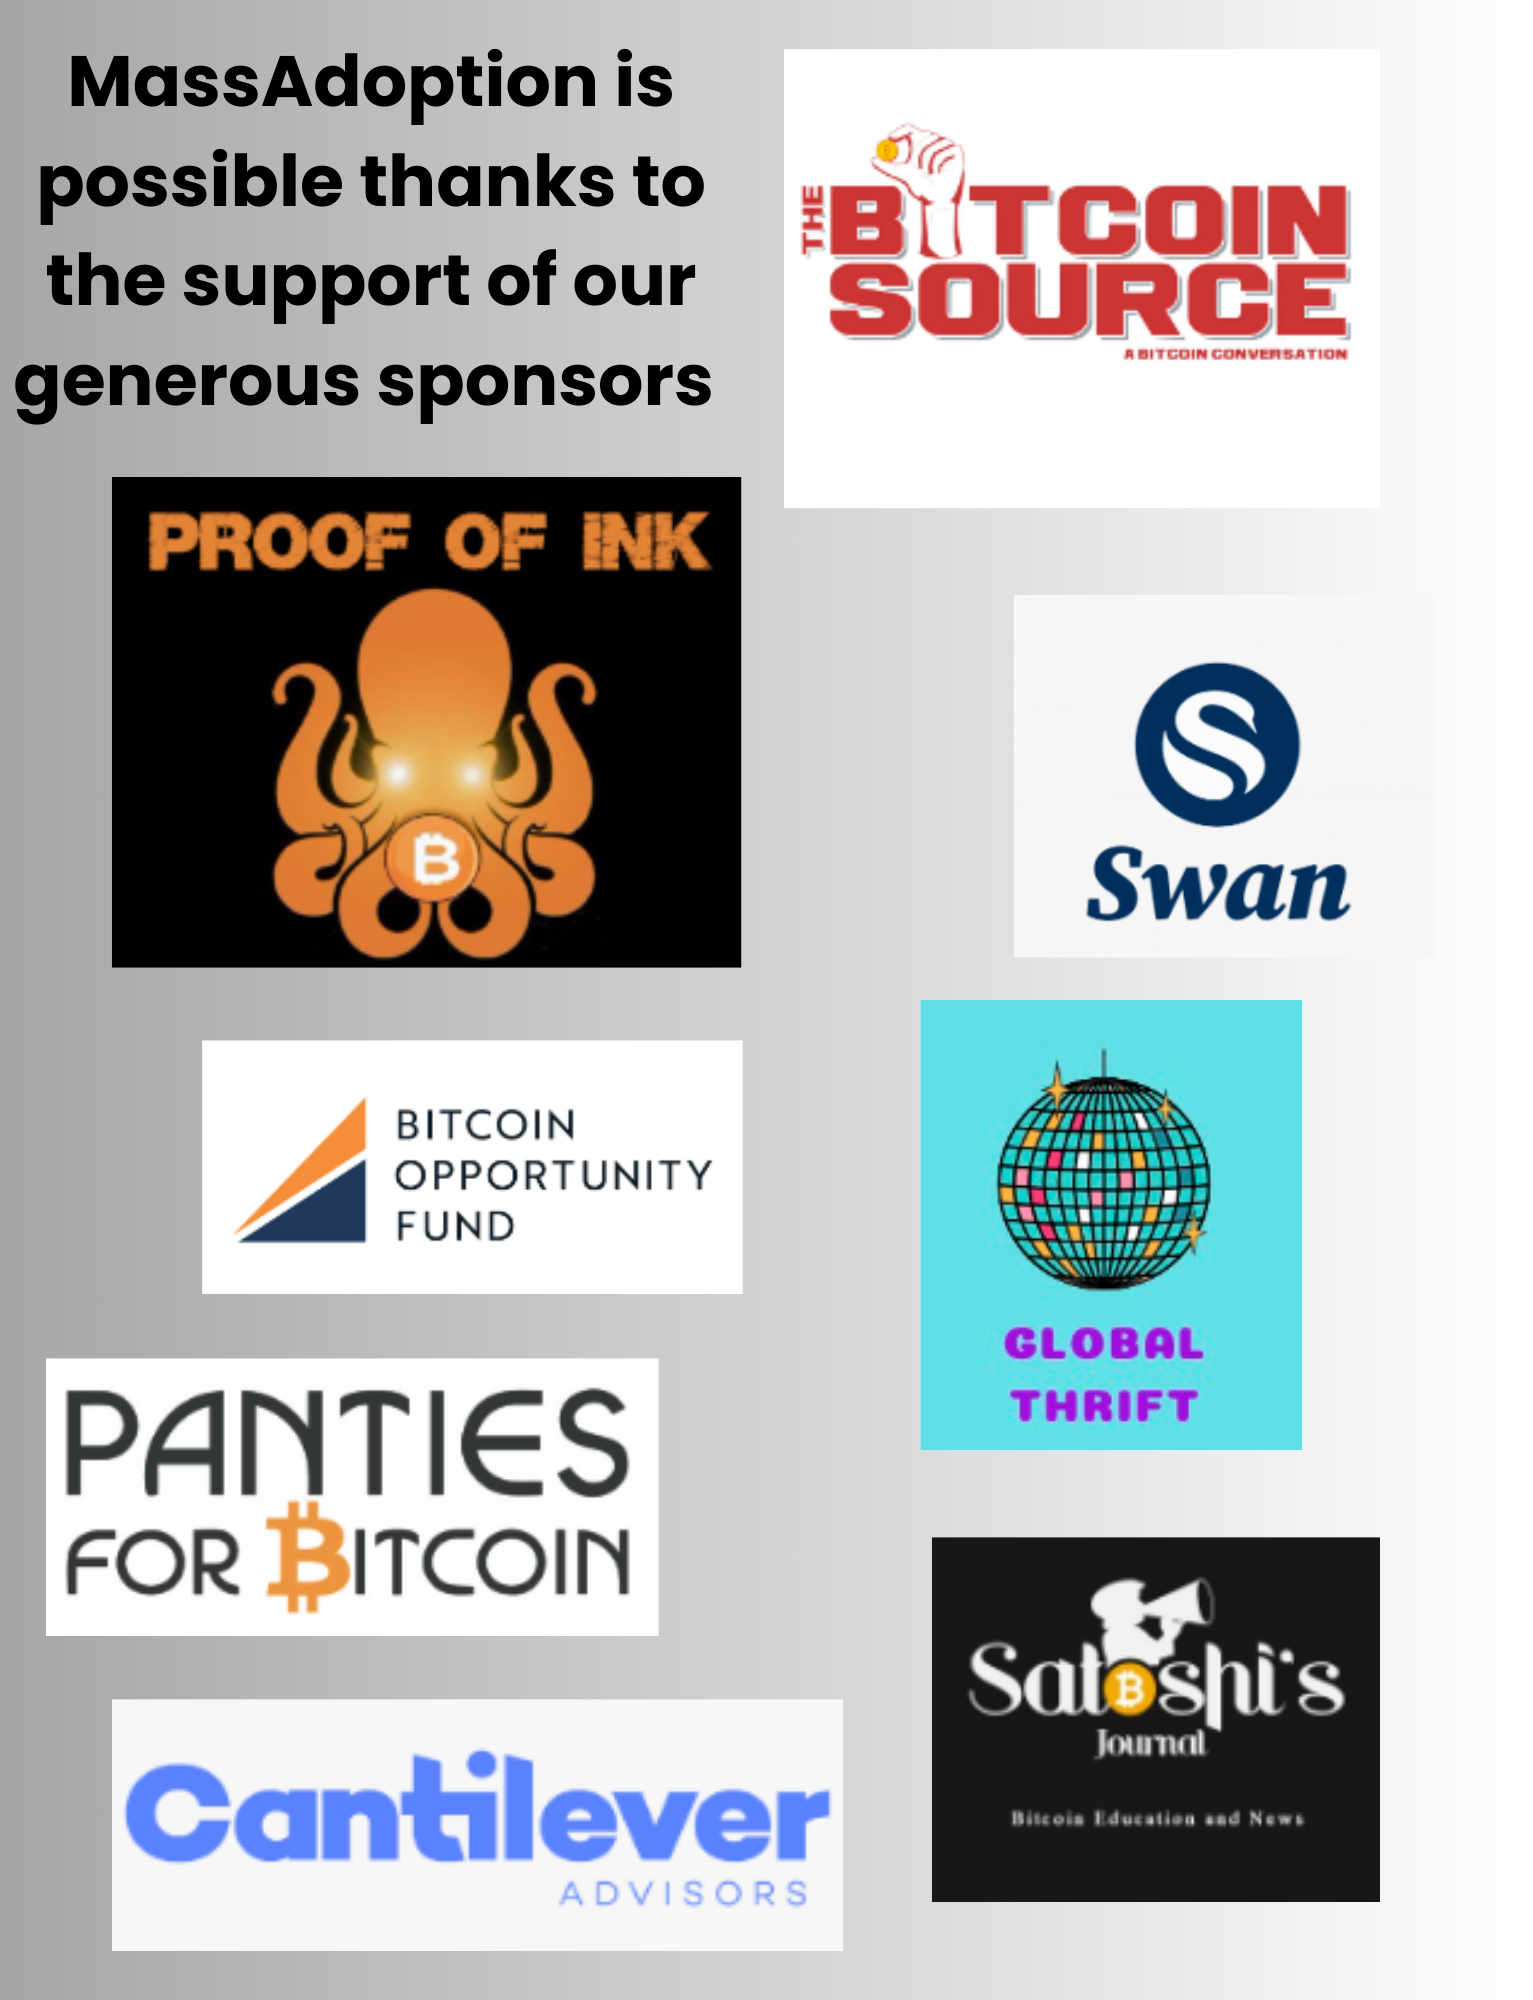 MassAdoption is
possible thanks to
the support of our
generous sponsors
THE BITCOIN
SOURCE
A BITCOIN CONVERSATION
PROOF OF INK
B
S
Swan
BITCOIN
OPPORTUNITY
FUND
GLOBAL
THRIFT
PANTIES
FOR BITCOIN
Satoshi's
Journal
Bitcoin Education and News
Cantilever
ADVISORS